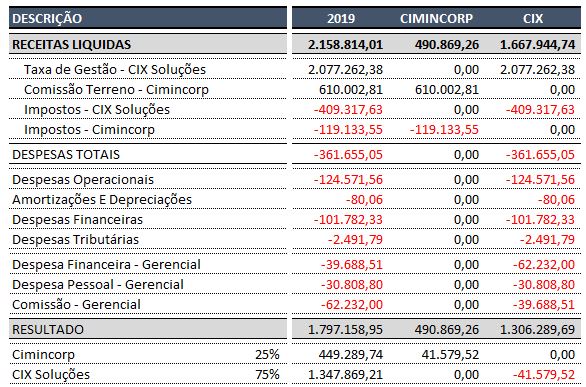 DESCRIÇÃO 2019 CIMINCORP CIX
RECEITAS LIQUIDAS 2.158.814,01 490.869,26 1.667.944,74
Taxa de Gestão - CIX Soluções 2.077.262,38 0,00 2.077.262,38
Comissão Terreno - Cimincorp 610.002,81 610.002,81 0,00
Impostos - CIX Soluções -409.317,63 0,00 -409.317,63
Impostos - Cimincorp -119.133,55 -119.133,55 0,00
DESPESAS TOTAIS -361.655,05 0,00 -361.655,05
Despesas Operacionais -124.571,56 0,00 -124.571,56
Amortizações E Depreciações -80,06 0,00 -80,06
Despesas Financeiras -101.782,33 0,00 -101.782,33
Despesas Tributárias -2.491,79 0,00 -2.491,79
Despesa Financeira - Gerencial -39.688,51 0,00 -62.232,00
Despesa Pessoal - Gerencial -30.808,80 0,00 -30.808,80
Comissão - Gerencial -62.232,00 0,00 -39.688,51
RESULTADO 1.797.158,95 490.869,26 1.306.289,69
Cimincorp 25% 449.289,74 41.579,52 0,00
CIX Soluções 75% 1.347.869,21 0,00 -41.579,52